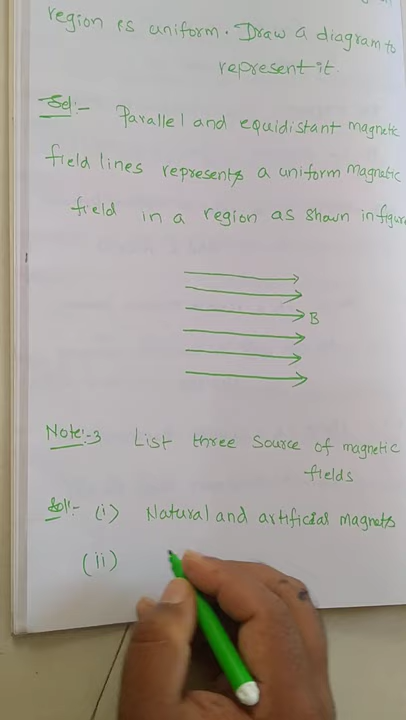 region is uniform. Draw a diagram to
represent it.
Sol:- Parallel and equidistant magnetic
field lines represents a uniform magnetic
field in a region as shown in figure
B
Note:-3 List three Source of magnetic
fields
Sol:- (i) Natural and artificial magnets
(ii)